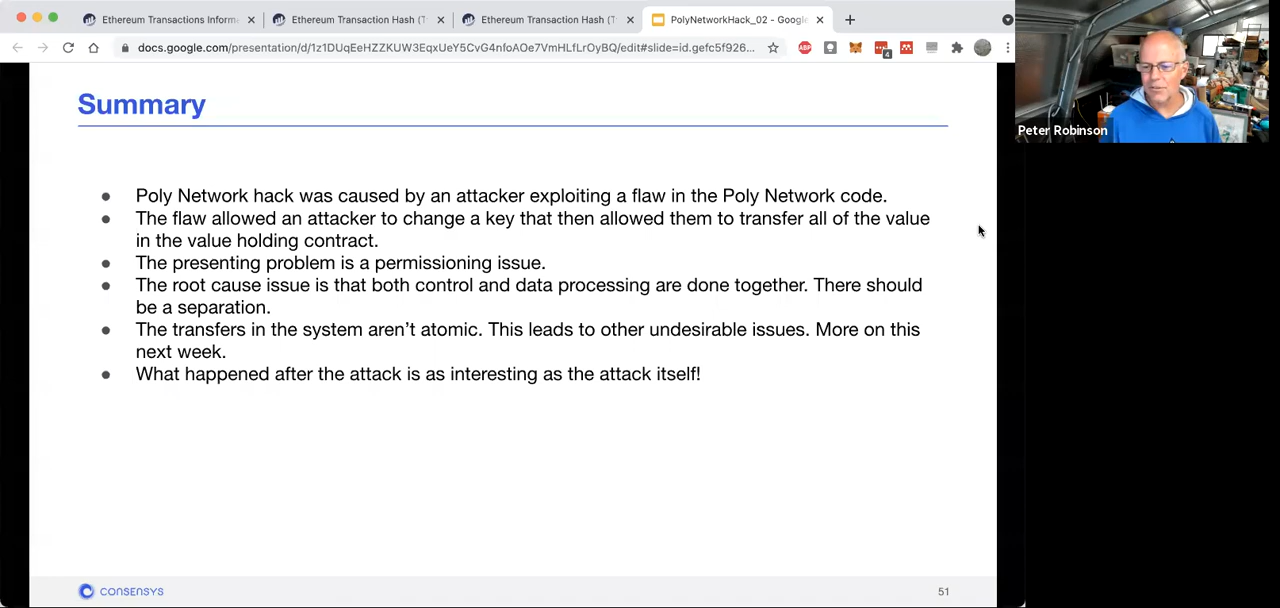 Ethereum Transactions Informa
Ethereum Transaction Hash (T
Ethereum Transaction Hash (T
PolyNetworkHack_02 - Google
docs.google.com/presentation/d/1z1DUqEeHZZKUW3EqxUeY5CvG4nfoAOe7VmHLfLrOyBQ/edit#slide=id.gefc5f926...
ABP
4
Peter Robinson
Summary
● Poly Network hack was caused by an attacker exploiting a flaw in the Poly Network code.
● The flaw allowed an attacker to change a key that then allowed them to transfer all of the value
in the value holding contract.
● The presenting problem is a permissioning issue.
● The root cause issue is that both control and data processing are done together. There should
be a separation.
● The transfers in the system aren’t atomic. This leads to other undesirable issues. More on this
next week.
● What happened after the attack is as interesting as the attack itself!
CONSENSYS
51